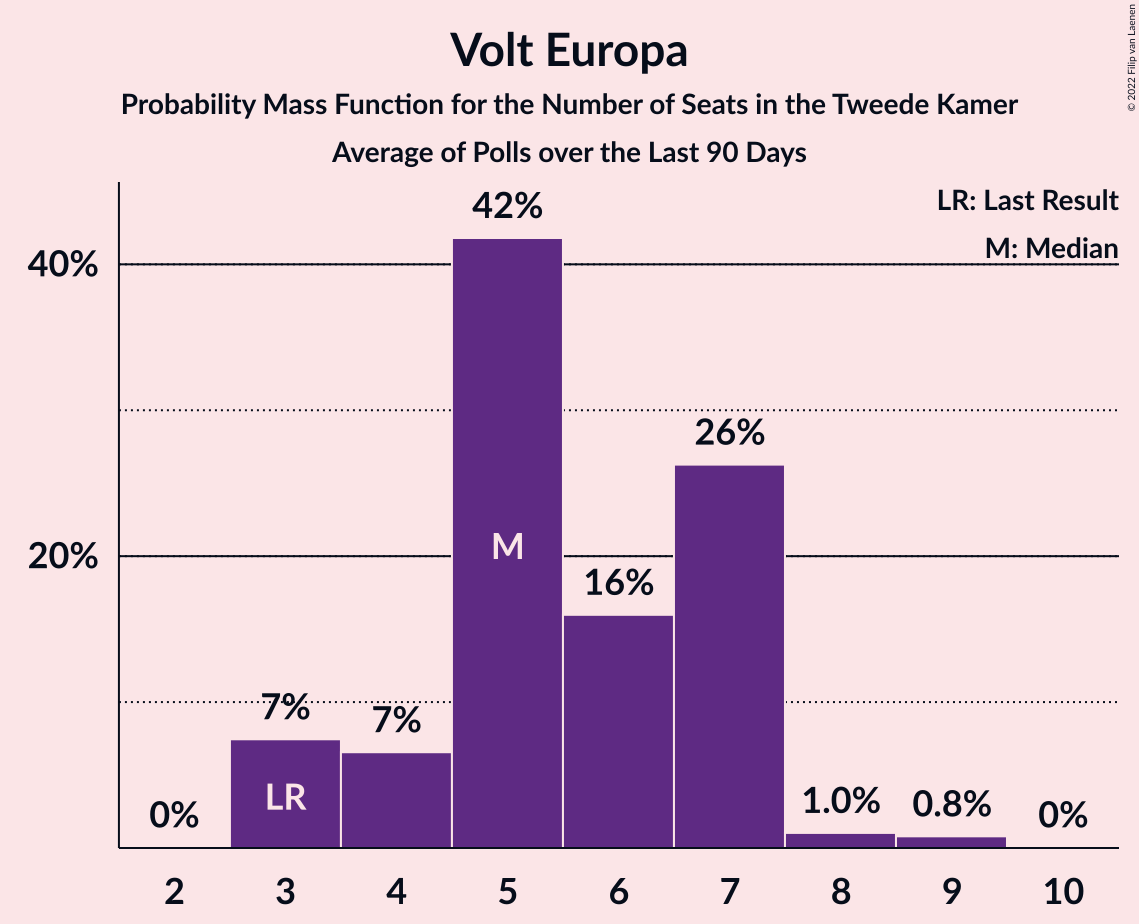 Volt Europa
Probability Mass Function for the Number of Seats in the Tweede Kamer
Average of Polls over the Last 90 Days
© 2022 Filip van Laenen
LR: Last Result
M: Median
42%
40%
26%
M
20%
16%
7%
7%
LR
1.0%
0.8%
0%
0%
2 3 4 5 6 7 8 9 10